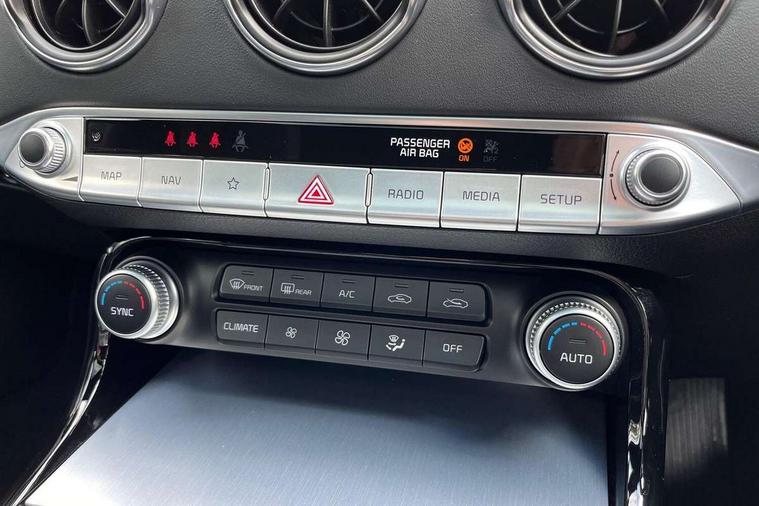 PASSENGER
AIR BAG
ON
OFF
MAP
NAV
RADIO
MEDIA
SETUP
FRONT
REAR
A/C
SYNC
CLIMATE
OFF
AUTO